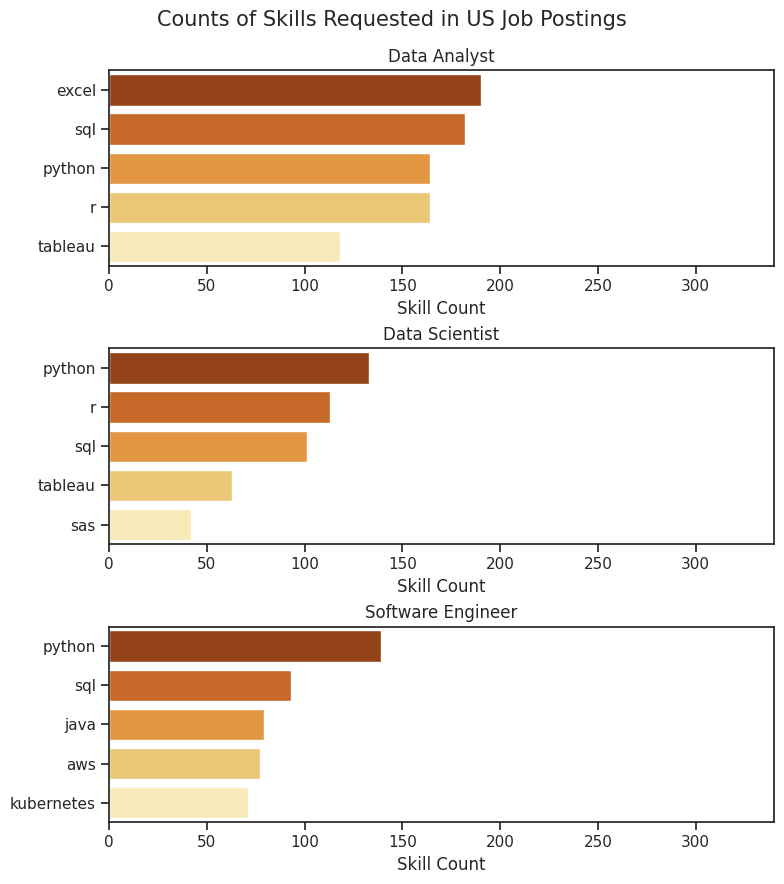 Counts of Skills Requested in US Job Postings
Data Analyst
excel
sql
python
r
tableau
0 50 100 150 200 250 300
Skill Count
Data Scientist
python
r
sql
tableau
sas
0 50 100 150 200 250 300
Skill Count
Software Engineer
python
sql
java
aws
kubernetes
0 50 100 150 200 250 300
Skill Count